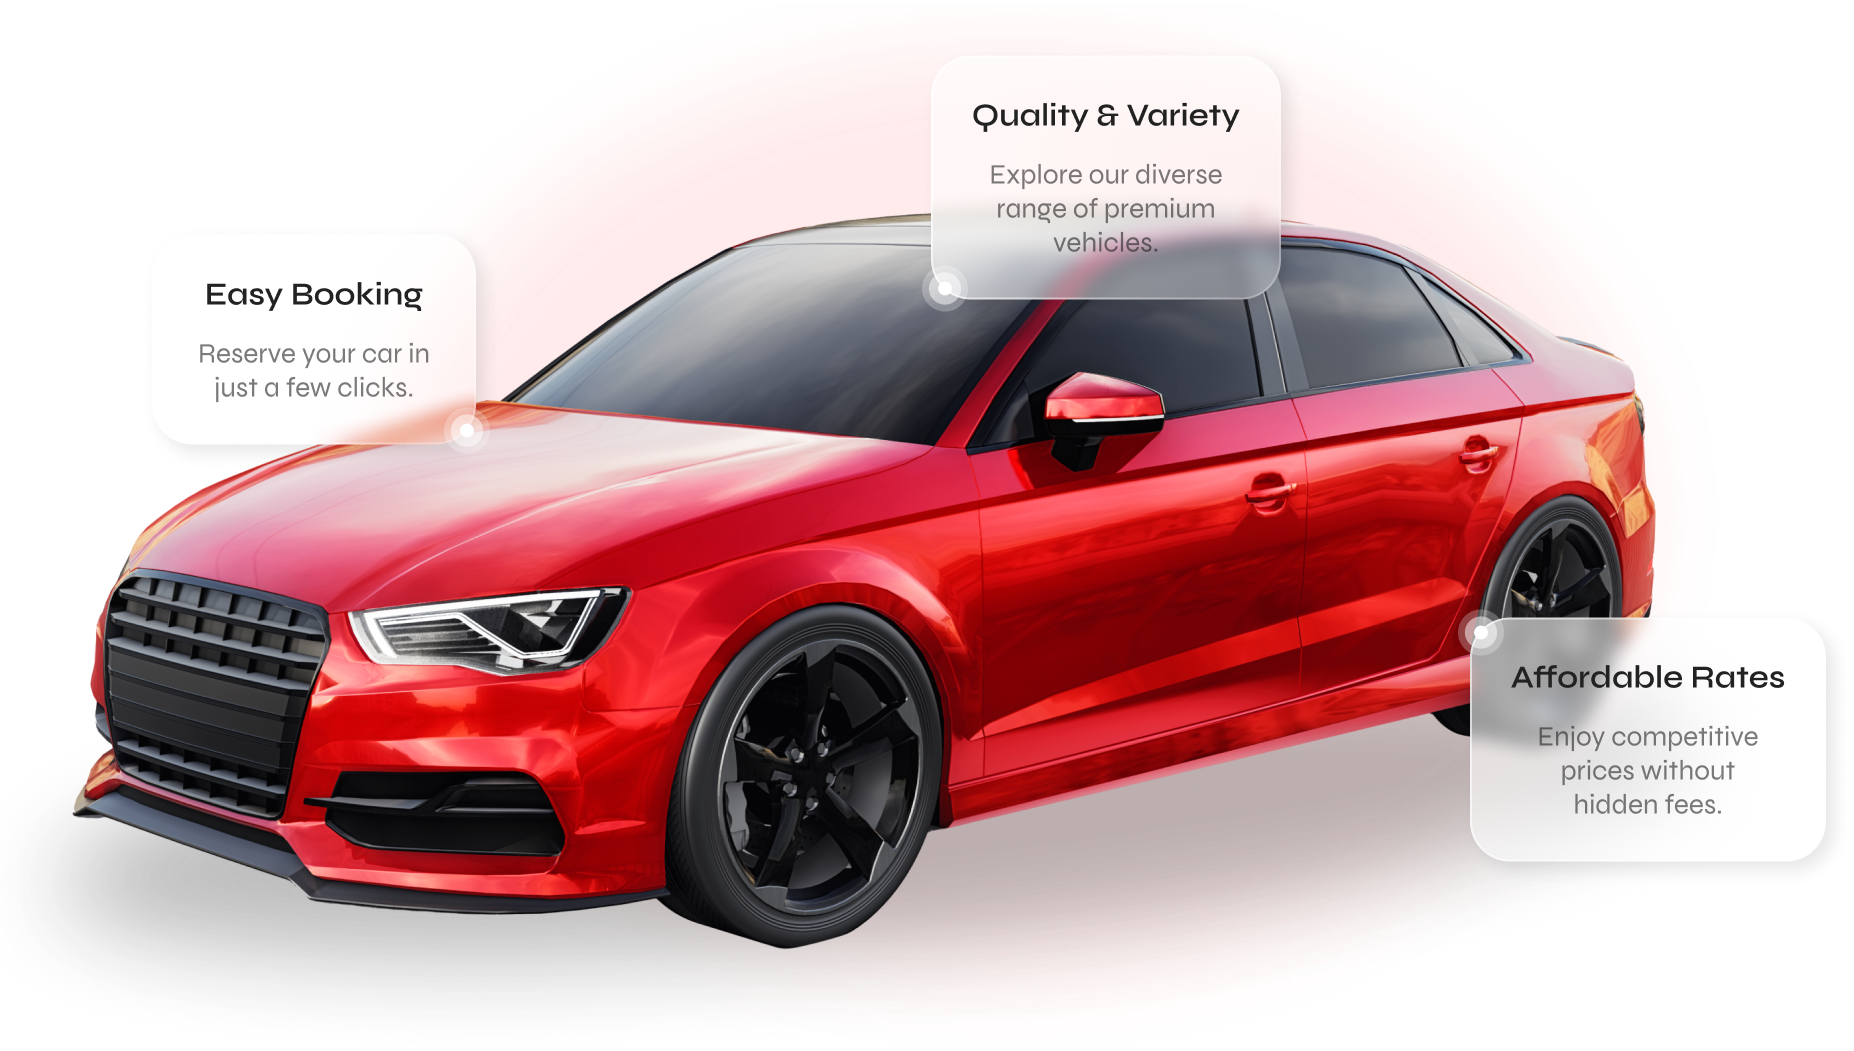 Quality & Variety
Explore our diverse
range of premium
vehicles.
Easy Booking
Reserve your car in
just a few clicks.
Affordable Rates
Enjoy competitive
prices without
hidden fees.